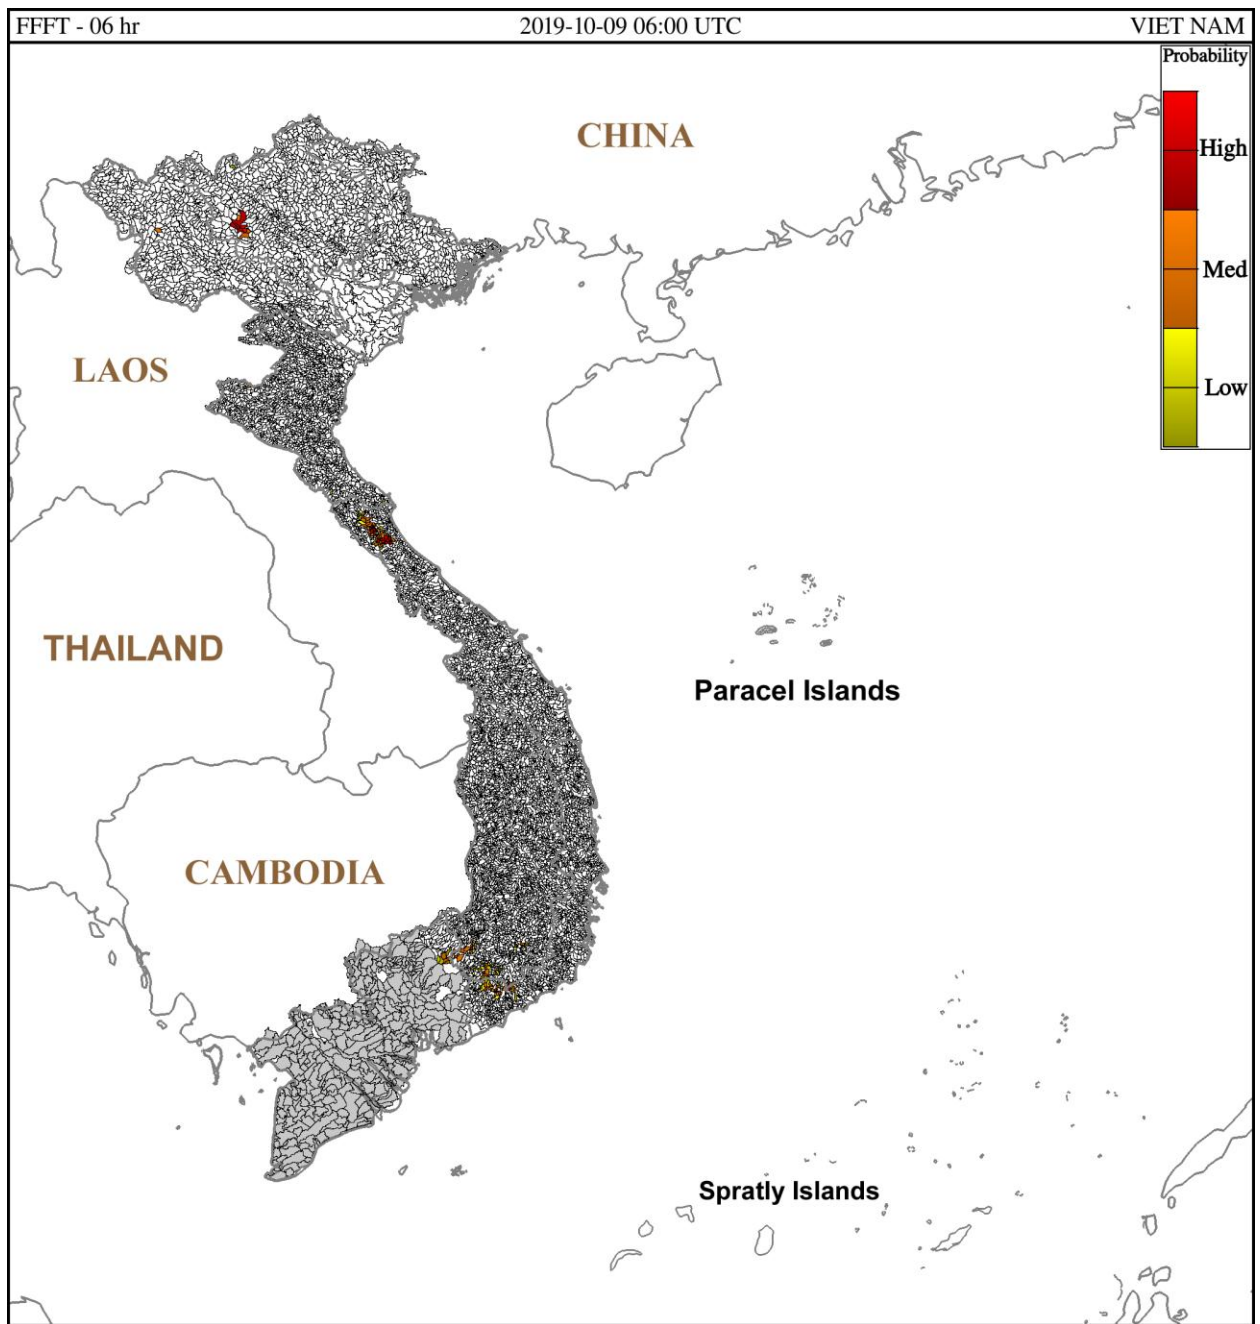 FFFT - 06 hr
2019-10-09 06:00 UTC
VIET NAM
Probability
High
Med
Low
CHINA
LAOS
THAILAND
Paracel Islands
CAMBODIA
Spratly Islands